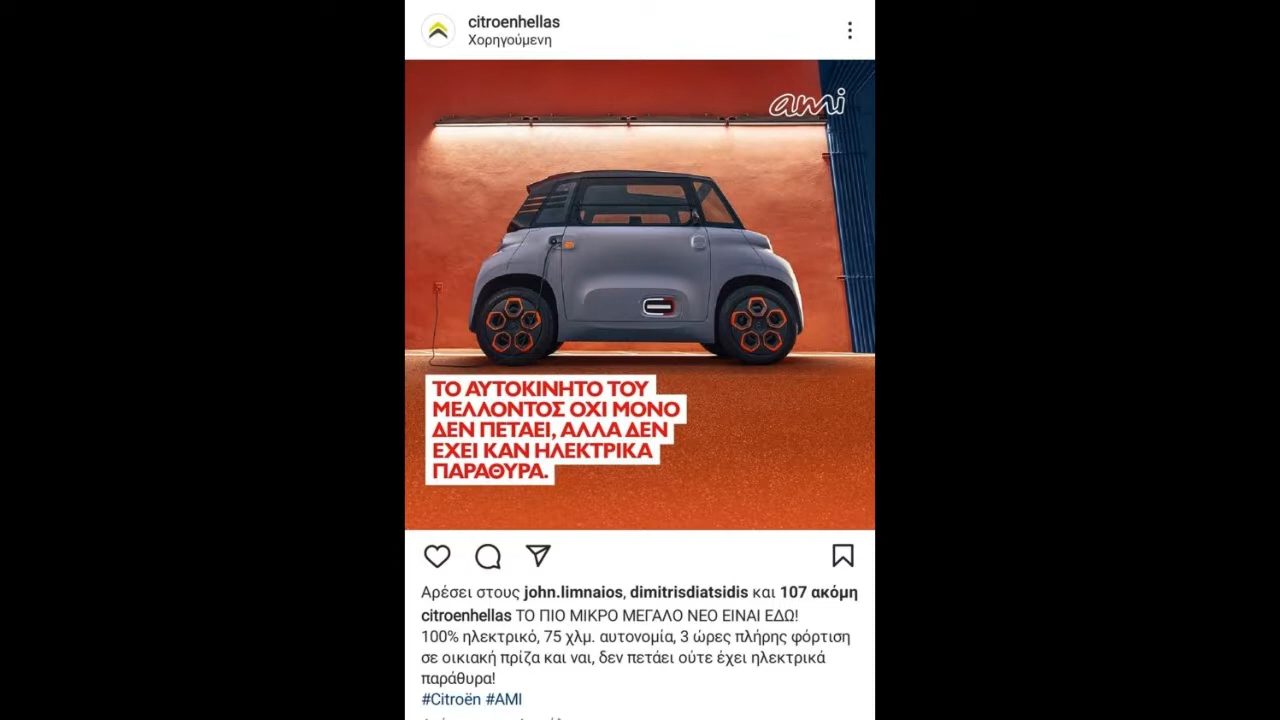 citroenhellas
Χορηγούμενη
ami
ΤΟ ΑΥΤΟΚΙΝΗΤΟ ΤΟΥ
ΜΕΛΛΟΝΤΟΣ ΟΧΙ ΜΟΝΟ
ΔΕΝ ΠΕΤΑΕΙ, ΑΛΛΑ ΔΕΝ
ΕΧΕΙ ΚΑΝ ΗΛΕΚΤΡΙΚΑ
ΠΑΡΑΘΥΡΑ.
Αρέσει στους john.limnaios, dimitrisdiatsidis και 107 ακόμη
citroenhellas ΤΟ ΠΙΟ ΜΙΚΡΟ ΜΕΓΑΛΟ ΝΕΟ ΕΙΝΑΙ ΕΔΩ!
100% ηλεκτρικό, 75 χλμ. αυτονομία, 3 ώρες πλήρης φόρτιση
σε οικιακή πρίζα και ναι, δεν πετάει ούτε έχει ηλεκτρικά
παράθυρα!
#Citroën #AMI